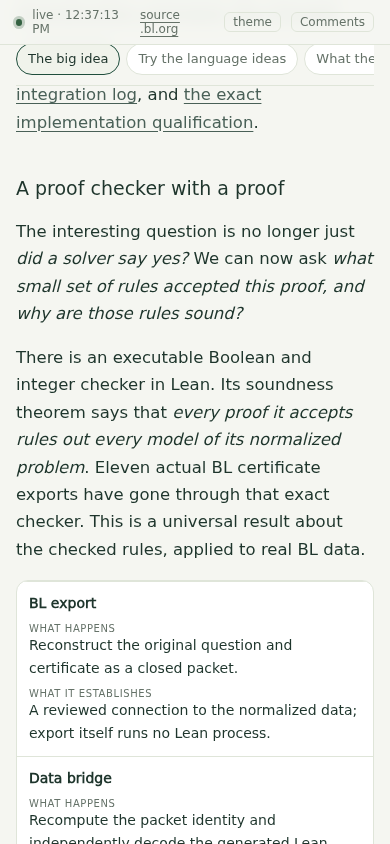 live · 12:37:13 PM
source .bl.org
theme
Comments
The big idea
Try the language ideas
What the
integration log, and the exact
implementation qualification.
A proof checker with a proof
The interesting question is no longer just
did a solver say yes? We can now ask what
small set of rules accepted this proof, and
why are those rules sound?
There is an executable Boolean and
integer checker in Lean. Its soundness
theorem says that every proof it accepts
rules out every model of its normalized
problem. Eleven actual BL certificate
exports have gone through that exact
checker. This is a universal result about
the checked rules, applied to real BL data.
BL export
WHAT HAPPENS
Reconstruct the original question and
certificate as a closed packet.
WHAT IT ESTABLISHES
A reviewed connection to the normalized data;
export itself runs no Lean process.
Data bridge
WHAT HAPPENS
Recompute the packet identity and
independently decode the generated Lean